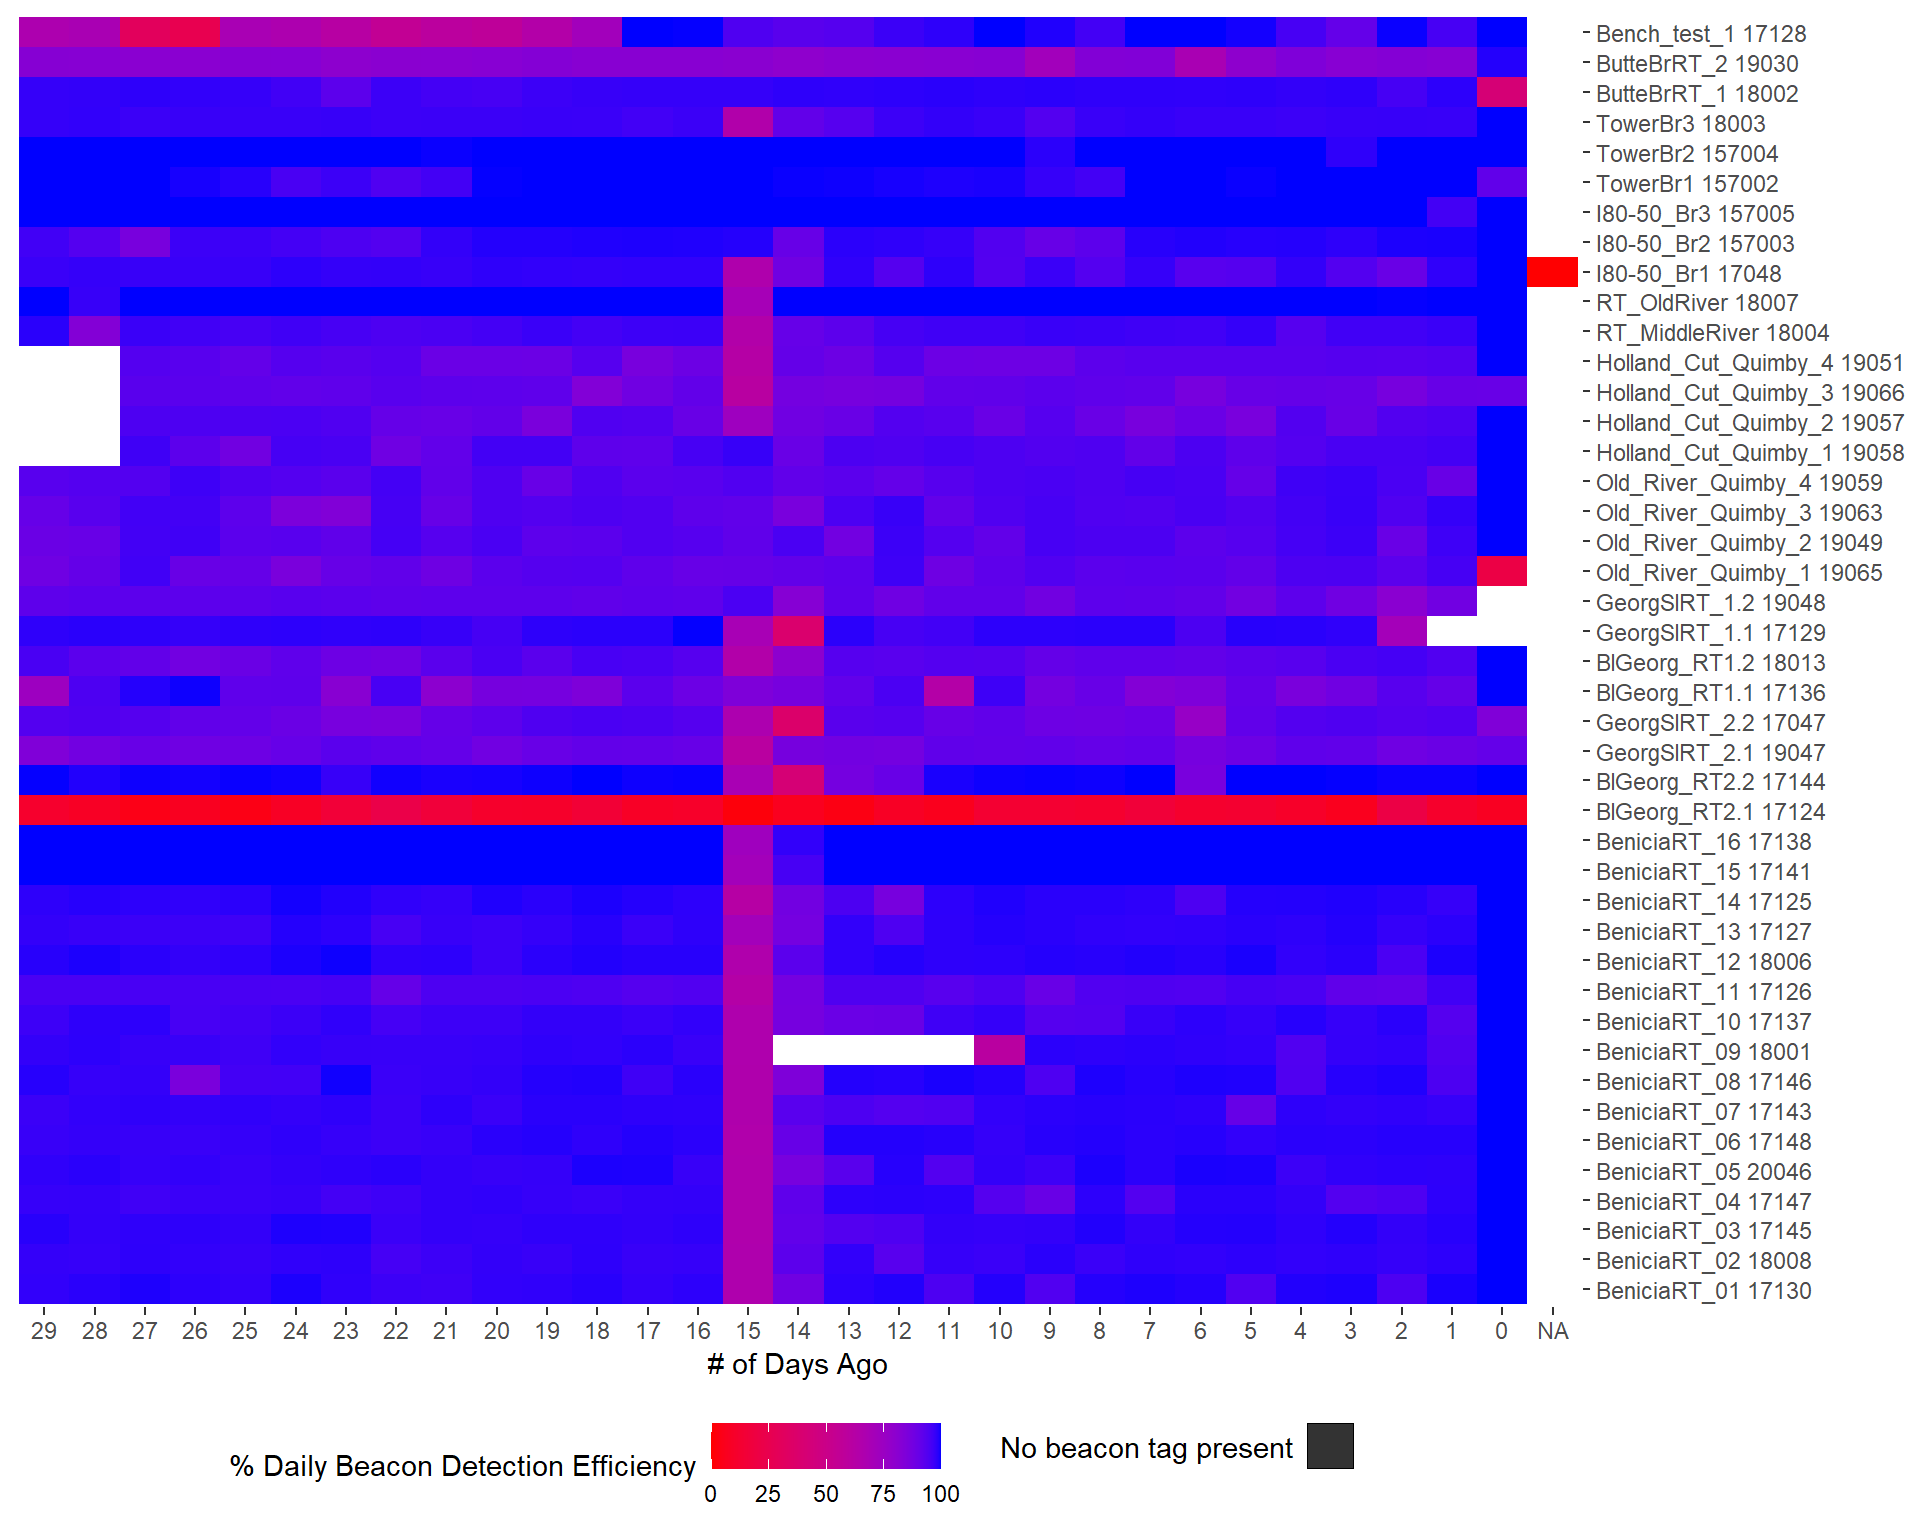 Bench_test_1 17128
ButteBrRT_2 19030
ButteBrRT_1 18002
TowerBr3 18003
TowerBr2 157004
TowerBr1 157002
I80-50_Br3 157005
I80-50_Br2 157003
I80-50_Br1 17048
RT_OldRiver 18007
RT_MiddleRiver 18004
Holland_Cut_Quimby_4 19051
Holland_Cut_Quimby_3 19066
Holland_Cut_Quimby_2 19057
Holland_Cut_Quimby_1 19058
Old_River_Quimby_4 19059
Old_River_Quimby_3 19063
Old_River_Quimby_2 19049
Old_River_Quimby_1 19065
GeorgSlRT_1.2 19048
GeorgSlRT_1.1 17129
BlGeorg_RT1.2 18013
BlGeorg_RT1.1 17136
GeorgSlRT_2.2 17047
GeorgSlRT_2.1 19047
BlGeorg_RT2.2 17144
BlGeorg_RT2.1 17124
BeniciaRT_16 17138
BeniciaRT_15 17141
BeniciaRT_14 17125
BeniciaRT_13 17127
BeniciaRT_12 18006
BeniciaRT_11 17126
BeniciaRT_10 17137
BeniciaRT_09 18001
BeniciaRT_08 17146
BeniciaRT_07 17143
BeniciaRT_06 17148
BeniciaRT_05 20046
BeniciaRT_04 17147
BeniciaRT_03 17145
BeniciaRT_02 18008
BeniciaRT_01 17130
29 28 27 26 25 24 23 22 21 20 19 18 17 16 15 14 13 12 11 10 9 8 7 6 5 4 3 2 1 0 NA
# of Days Ago
% Daily Beacon Detection Efficiency
0 25 50 75 100
No beacon tag present